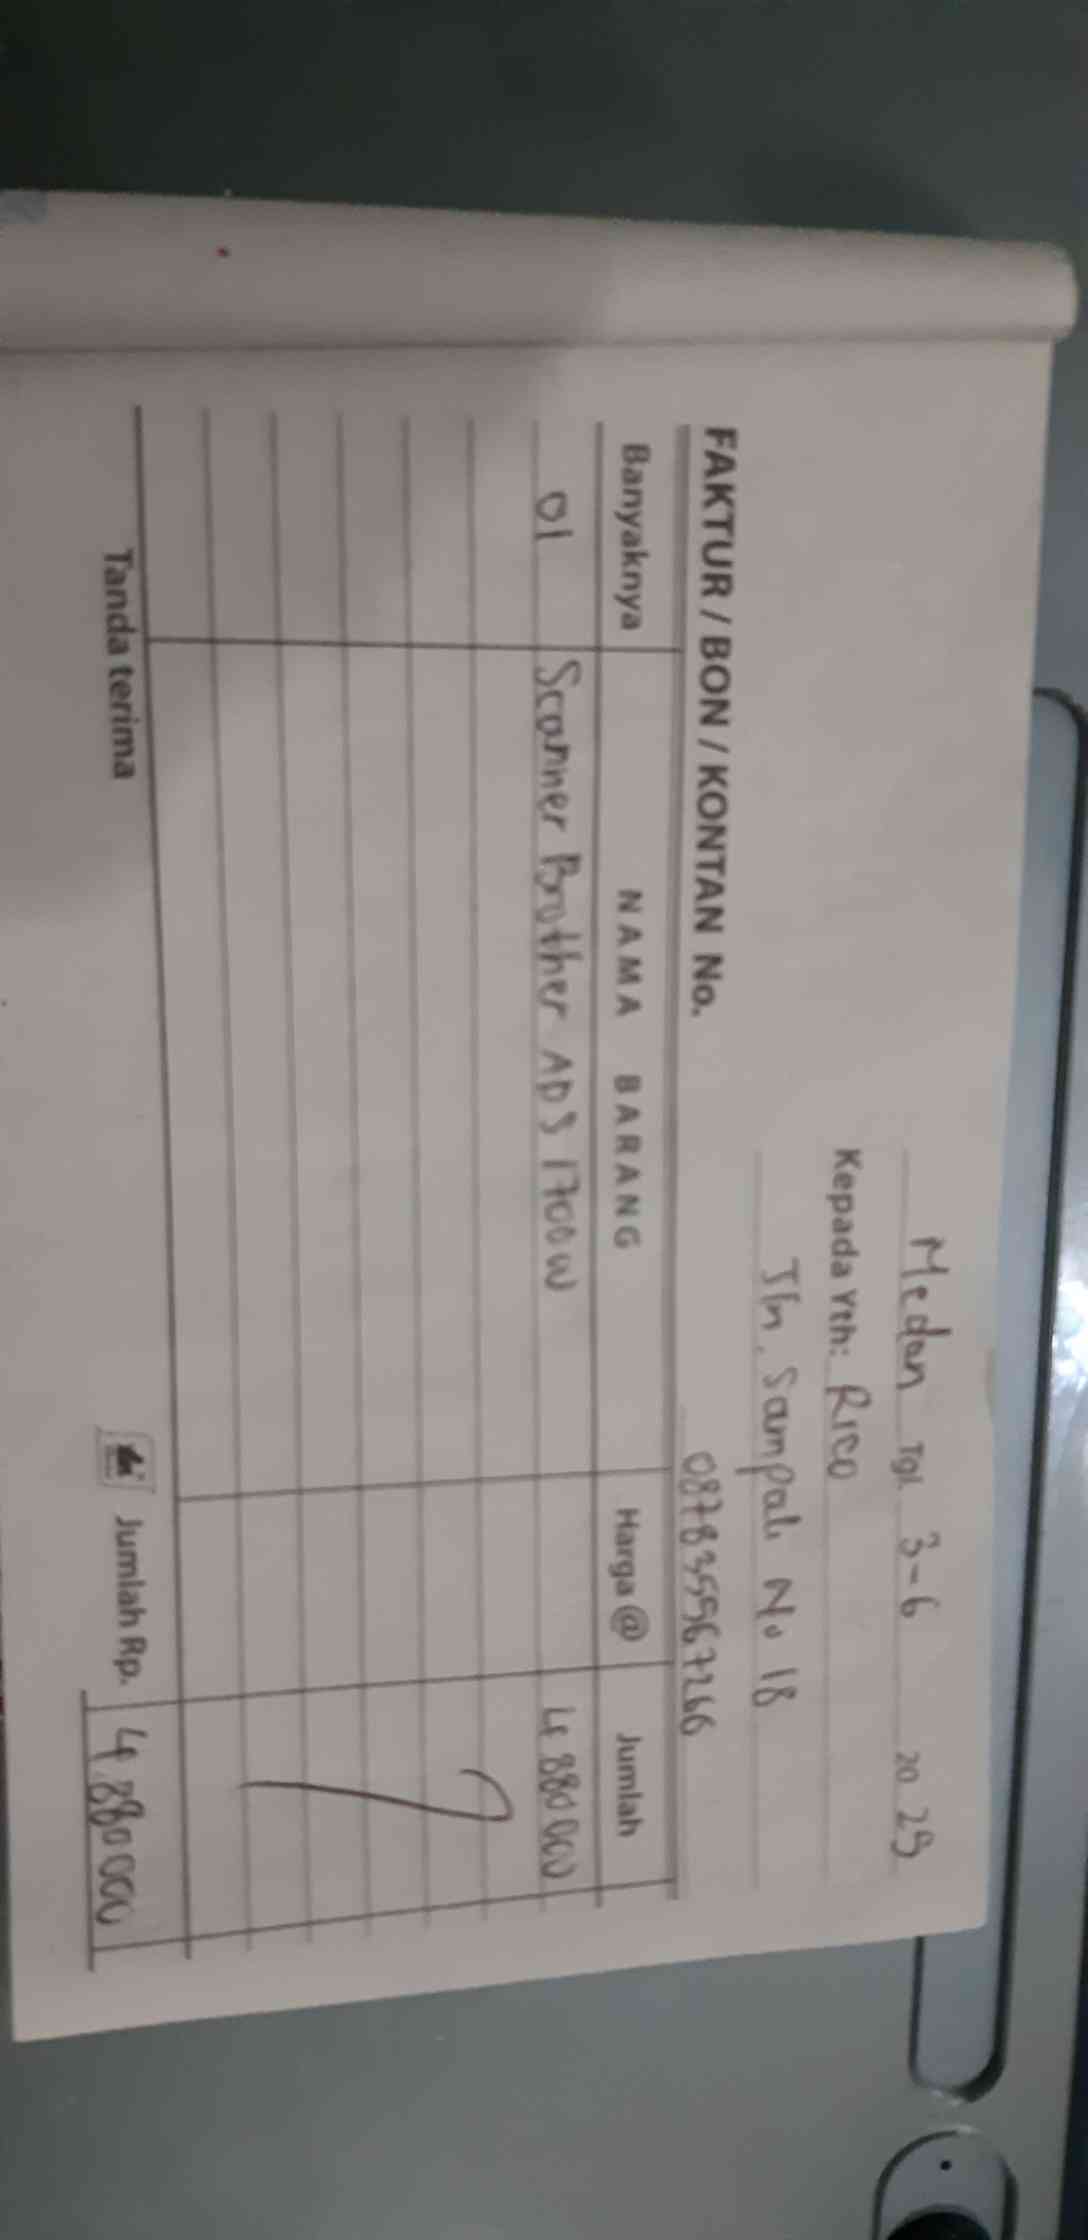 Medan Tgl. 3-6 20 25
Kepada Yth: Rico
Jln. Sampali No 18
087835567266
FAKTUR / BON / KONTAN No.
Banyaknya NAMA BARANG Harga @ Jumlah
01 Scanner Brother ADS 1700W 4 880 000
Tanda terima Jumlah Rp. 4.880 000